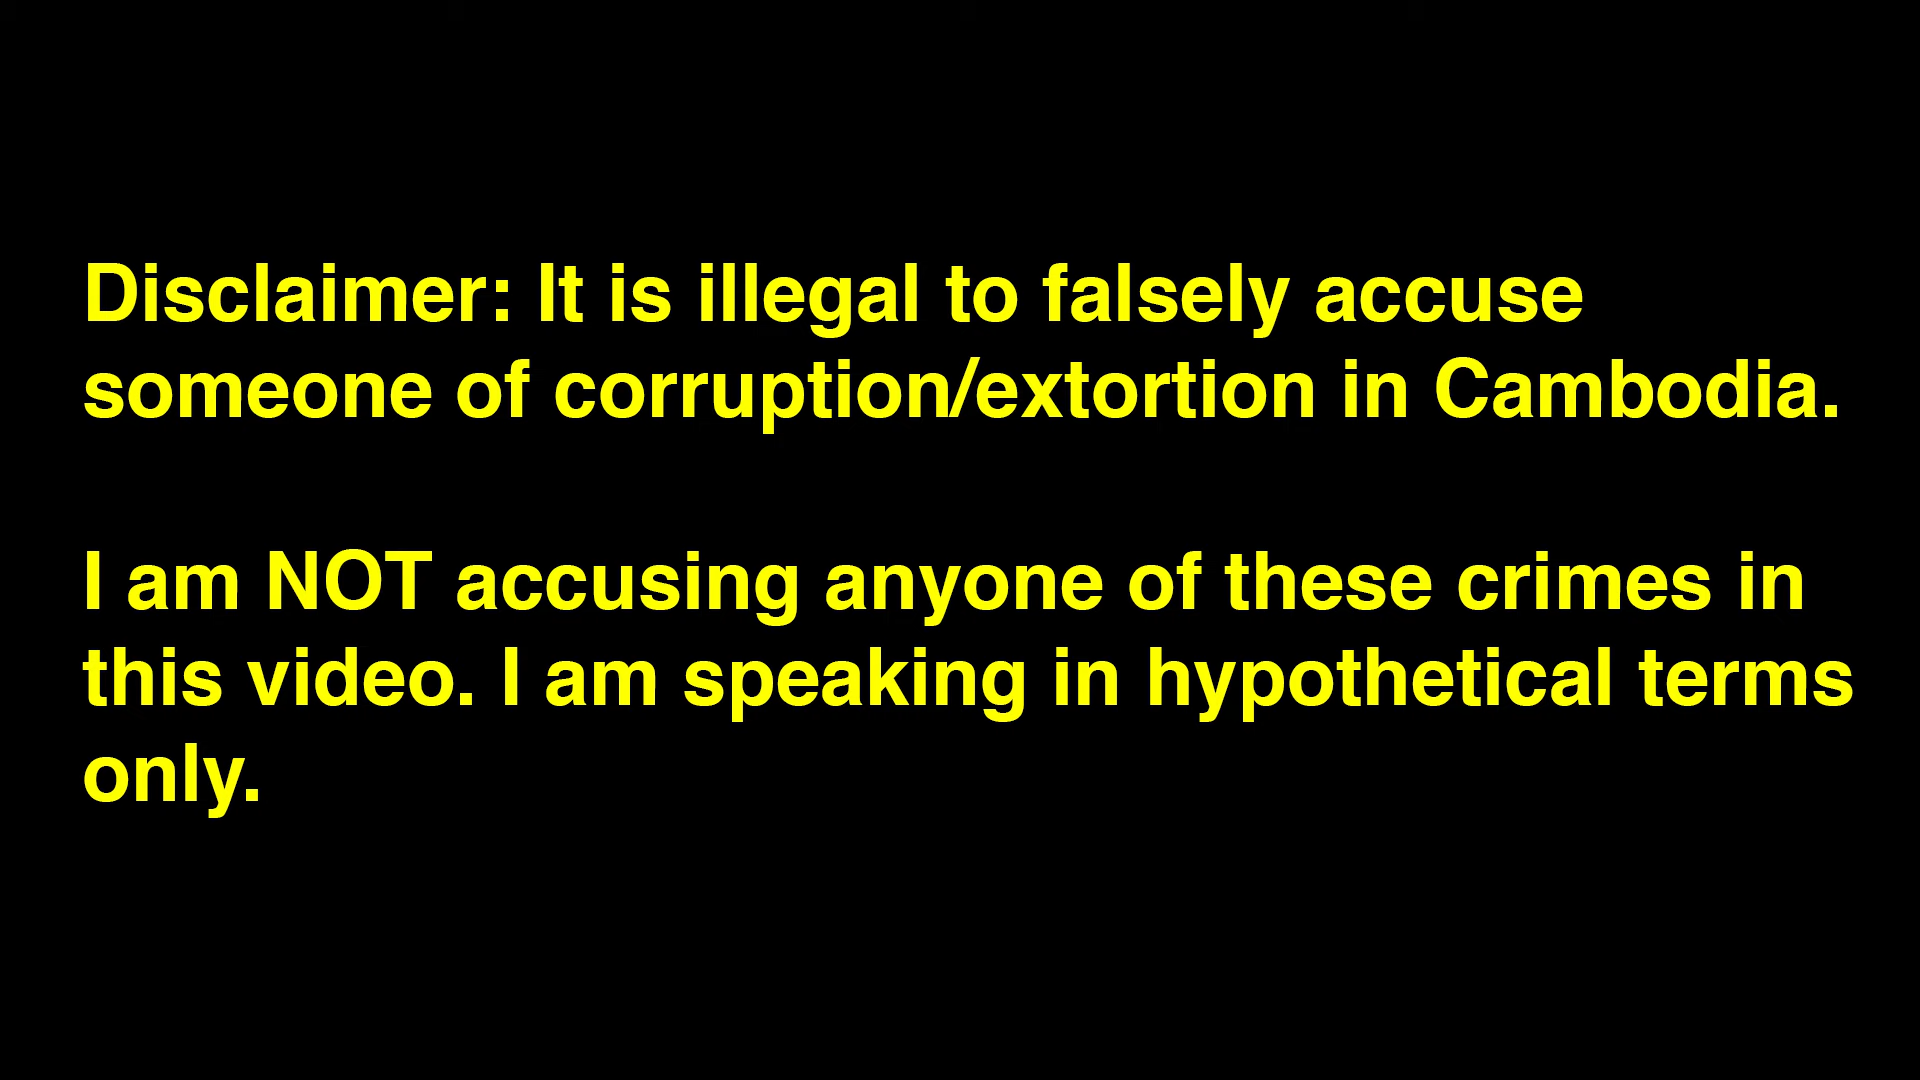 Disclaimer: It is illegal to falsely accuse
someone of corruption/extortion in Cambodia.
I am NOT accusing anyone of these crimes in
this video. I am speaking in hypothetical terms
only.